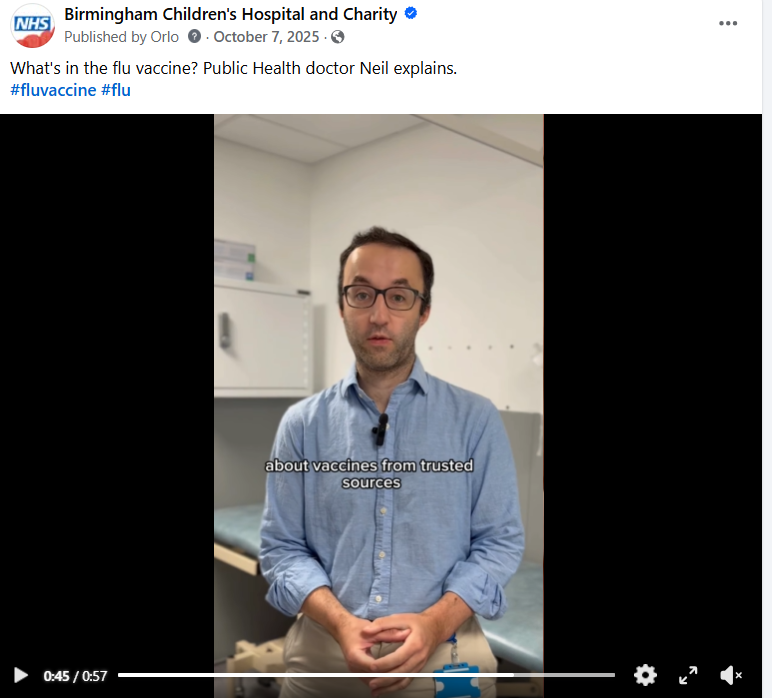 NHS
Birmingham Children's Hospital and Charity
Published by Orlo · October 7, 2025 ·
What's in the flu vaccine? Public Health doctor Neil explains.
#fluvaccine #flu
about vaccines from trusted
sources
0:45 / 0:57